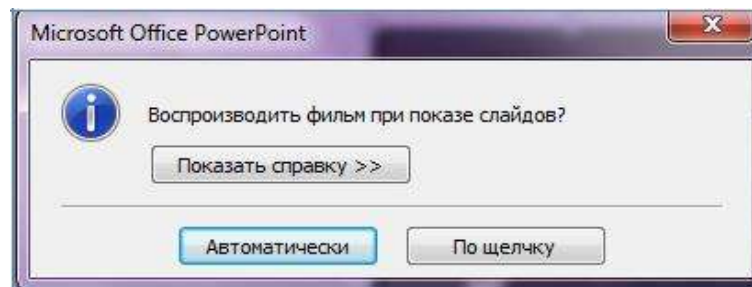 Microsoft Office PowerPoint
Воспроизводить фильм при показе слайдов?
Показать справку >>
Автоматически
По щелчку